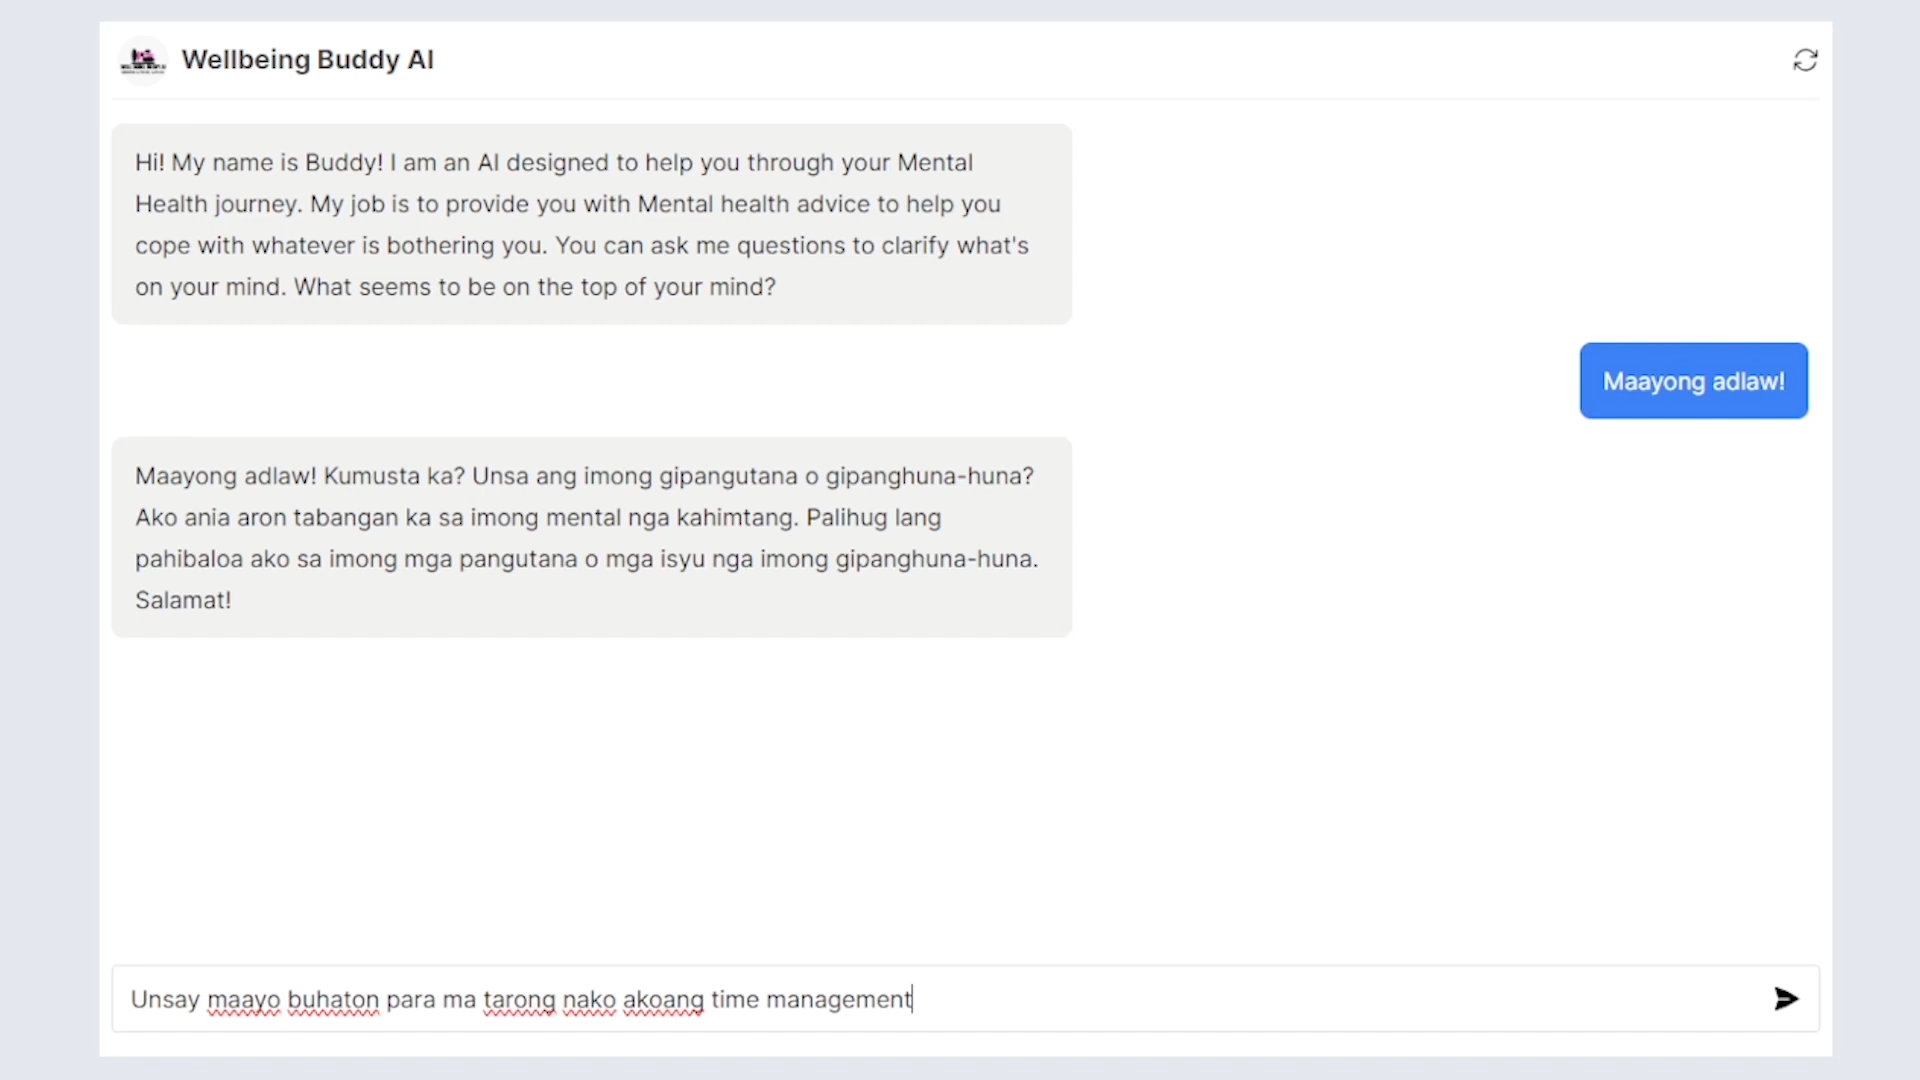 Wellbeing Buddy AI
Hi! My name is Buddy! I am an AI designed to help you through your Mental
Health journey. My job is to provide you with Mental health advice to help you
cope with whatever is bothering you. You can ask me questions to clarify what's
on your mind. What seems to be on the top of your mind?
Maayong adlaw!
Maayong adlaw! Kumusta ka? Unsa ang imong gipangutana o gipanghuna-huna?
Ako ania aron tabangan ka sa imong mental nga kahimtang. Palihug lang
pahibaloa ako sa imong mga pangutana o mga isyu nga imong gipanghuna-huna.
Salamat!
Unsay maayo buhaton para ma tarong nako akoang time management